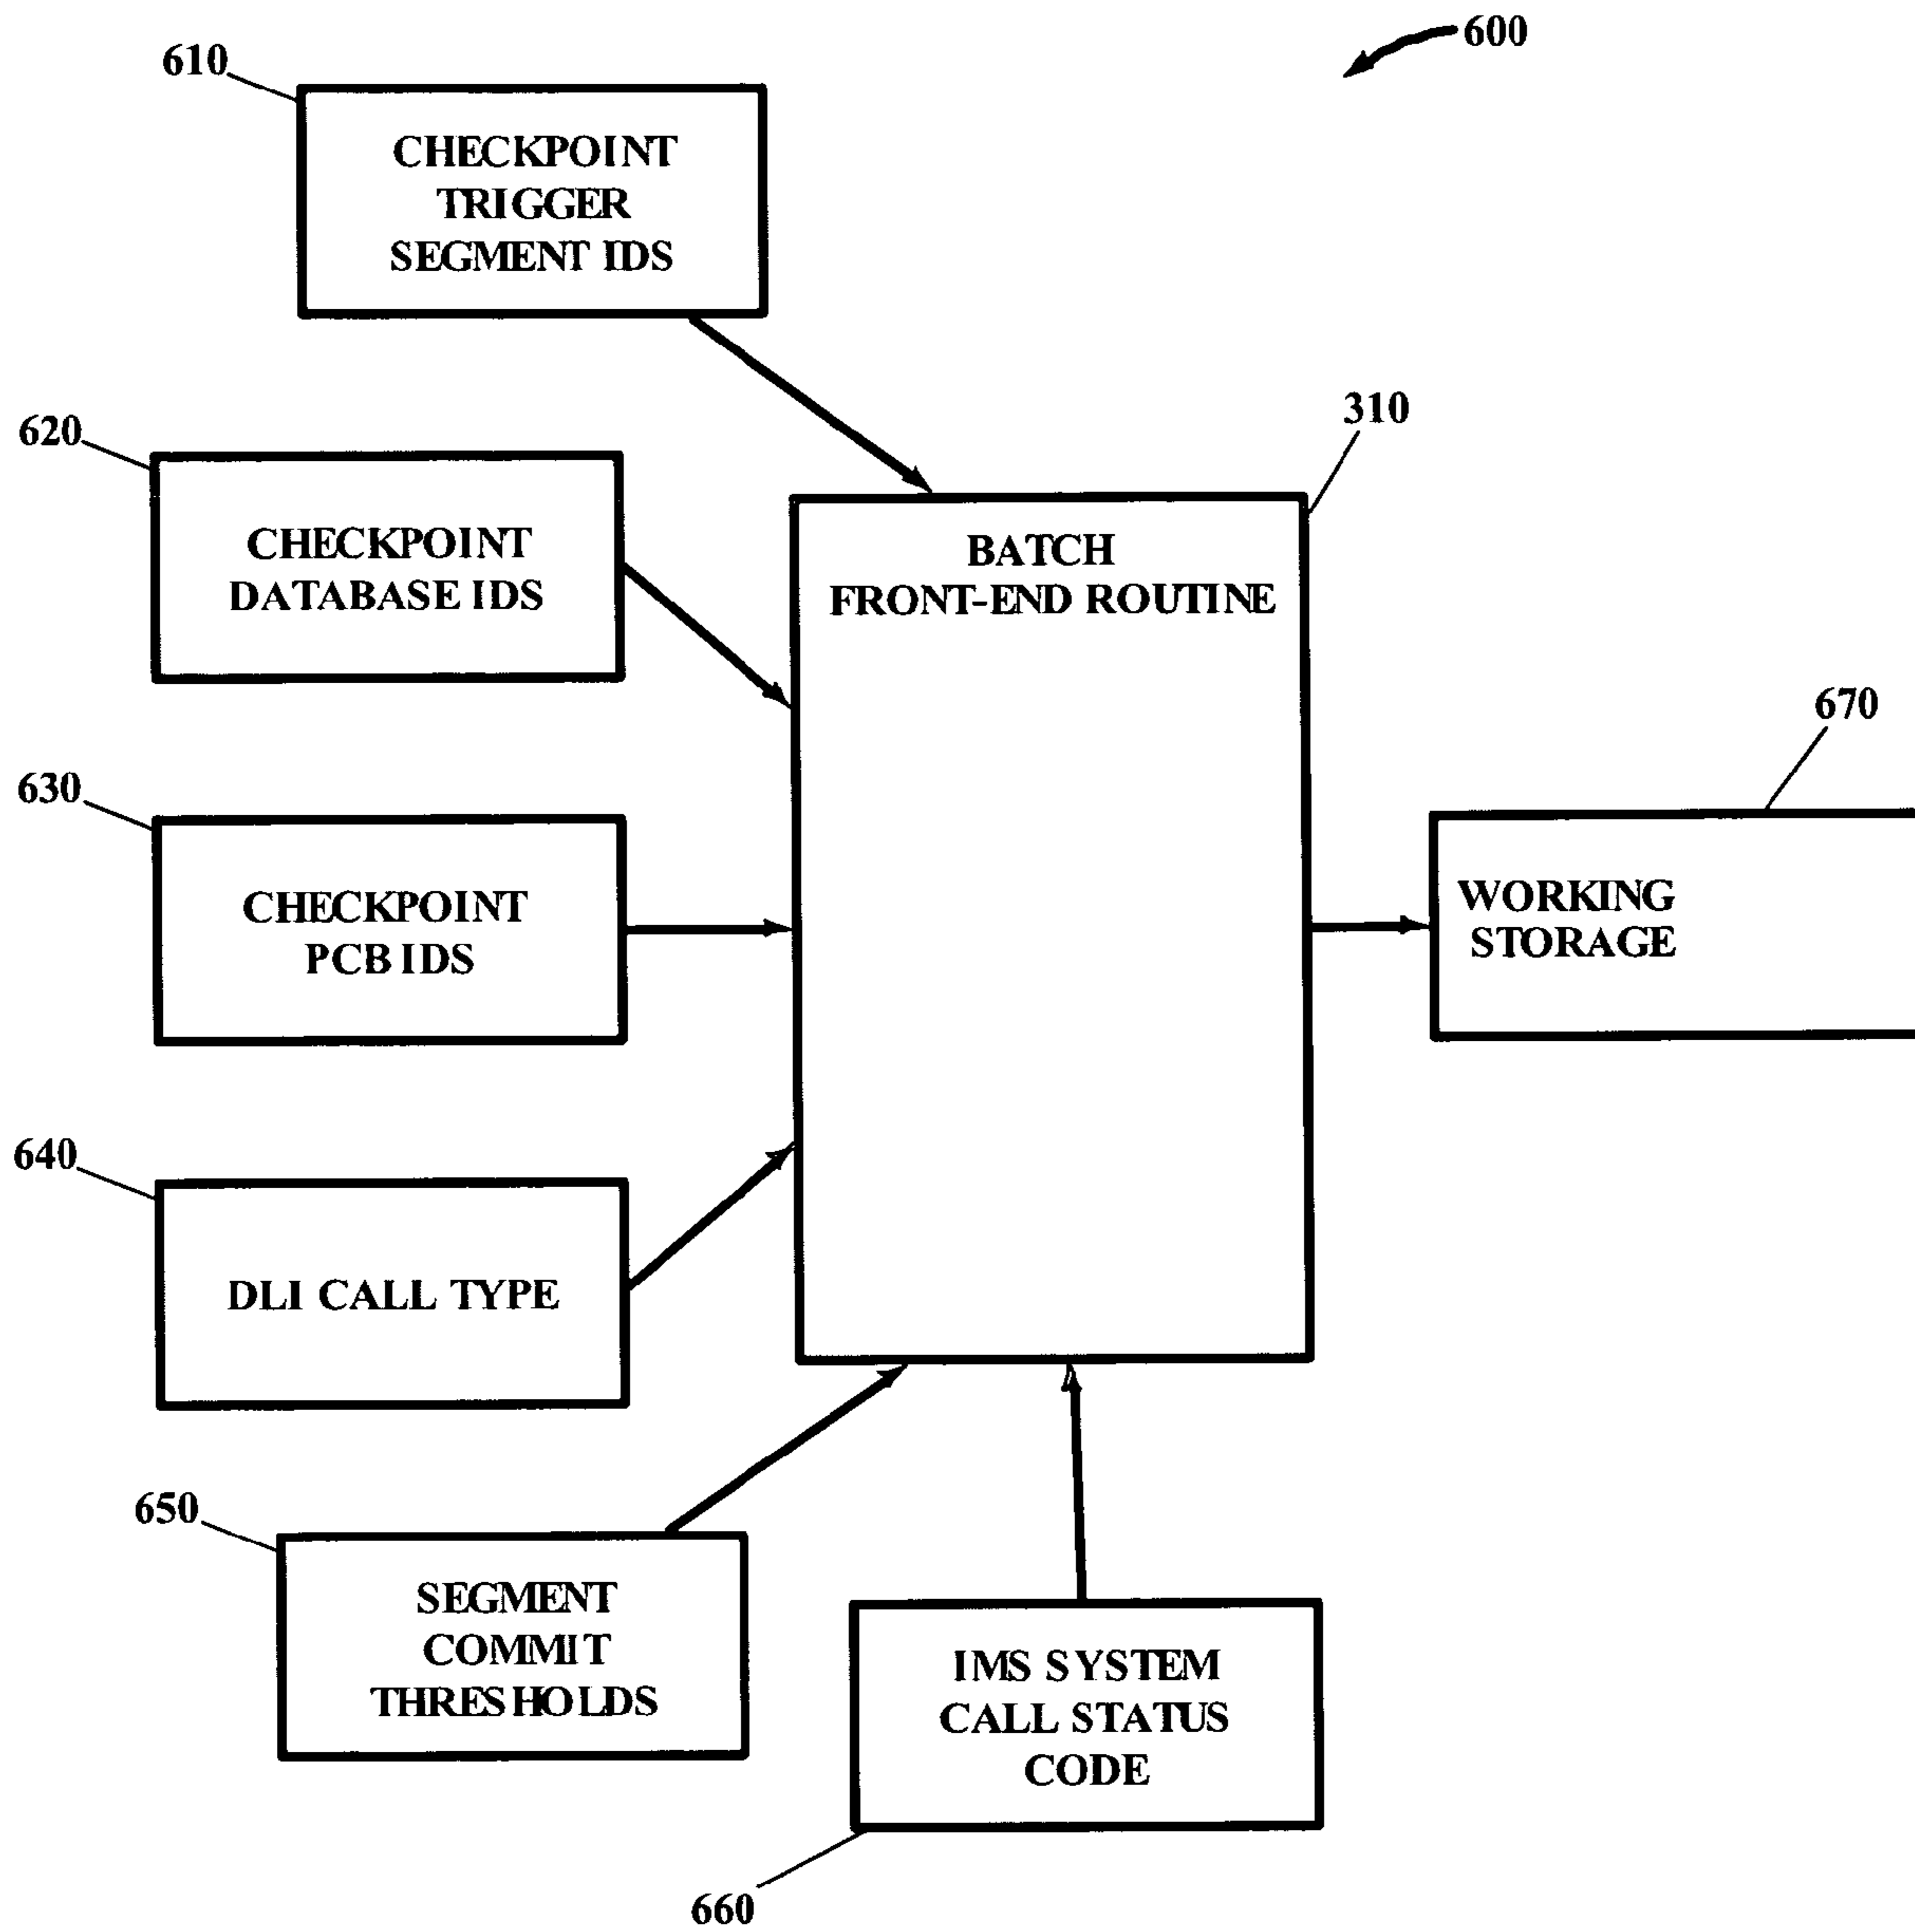 600
610
CHECKPOINT
TRIGGER
SEGMENT IDS
620
CHECKPOINT
DATABASE IDS
310
BATCH
FRONT-END ROUTINE
630
CHECKPOINT
PCB IDS
670
WORKING
STORAGE
640
DLI CALL TYPE
650
SEGMENT
COMMIT
THRESHOLDS
IMS SYSTEM
CALL STATUS
CODE
660